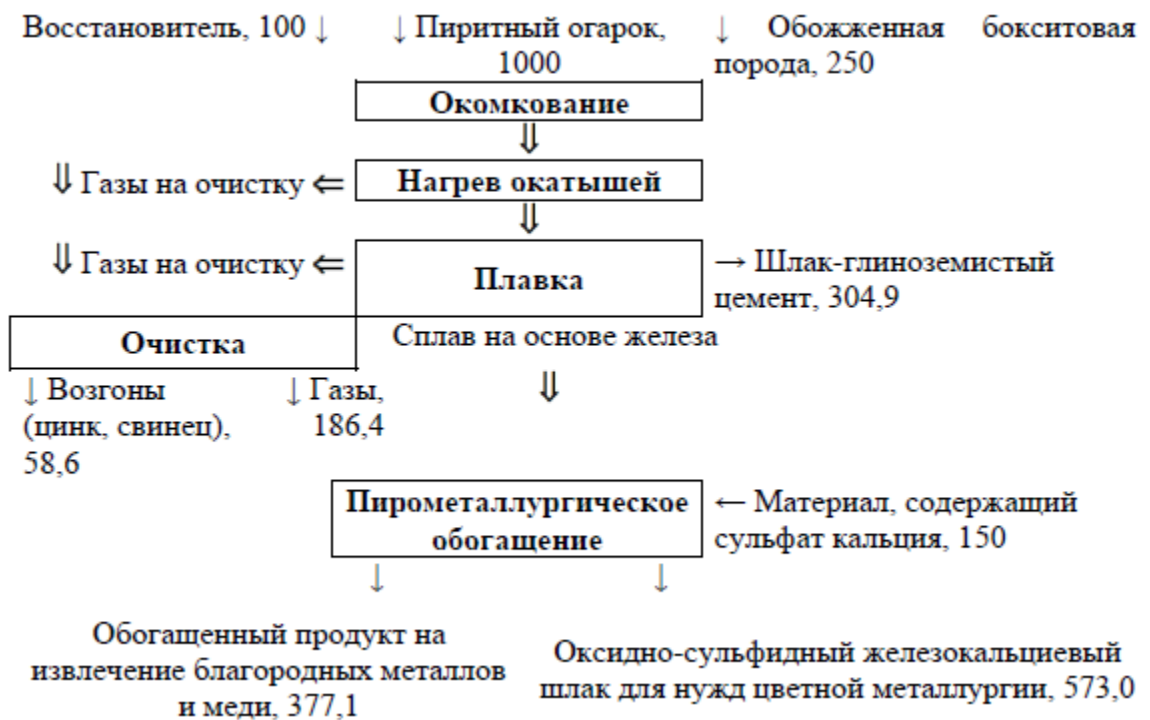 Восстановитель, 100 ↓ ↓ Пиритный огарок, ↓ Обожженная бокситовая
1000 порода, 250
Окомкование
⇓
⇓ Газы на очистку ⇐ Нагрев окатышей
⇓
⇓ Газы на очистку ⇐ Плавка → Шлак-глиноземистый
цемент, 304,9
Очистка Сплав на основе железа
↓ Возгоны ↓ Газы, ⇓
(цинк, свинец), 186,4
58,6
Пирометаллургическое ← Материал, содержащий
обогащение сульфат кальция, 150
↓ ↓
Обогащенный продукт на
извлечение благородных металлов
и меди, 377,1
Оксидно-сульфидный железокальциевый
шлак для нужд цветной металлургии, 573,0